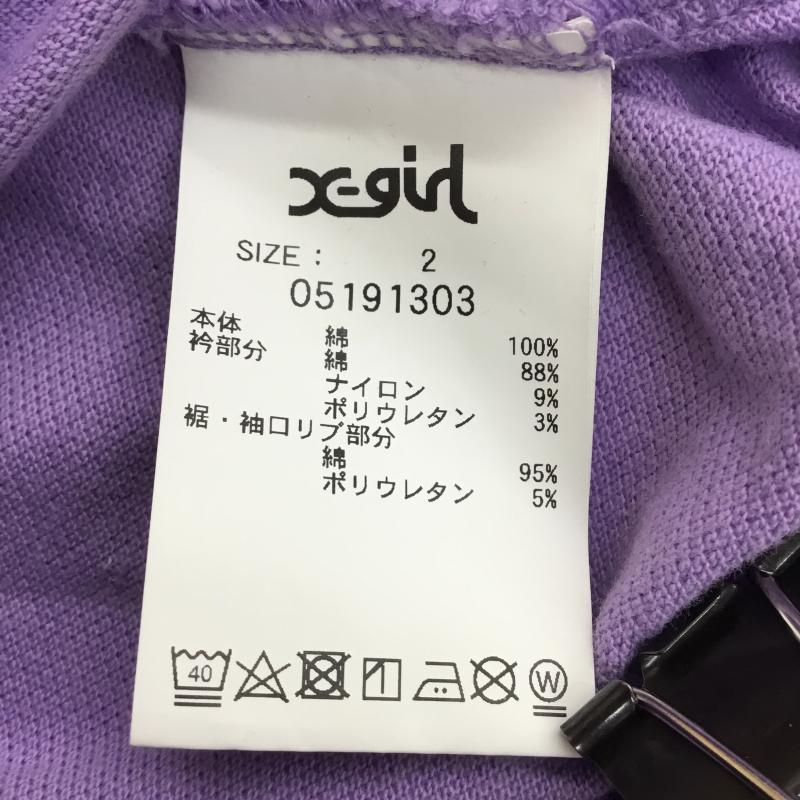 X-girl
SIZE : 2
05191303
本体 綿 100%
衿部分 綿 88%
ナイロン 9%
ポリウレタン 3%
裾・袖口リブ部分
綿 95%
ポリウレタン 5%
40
W